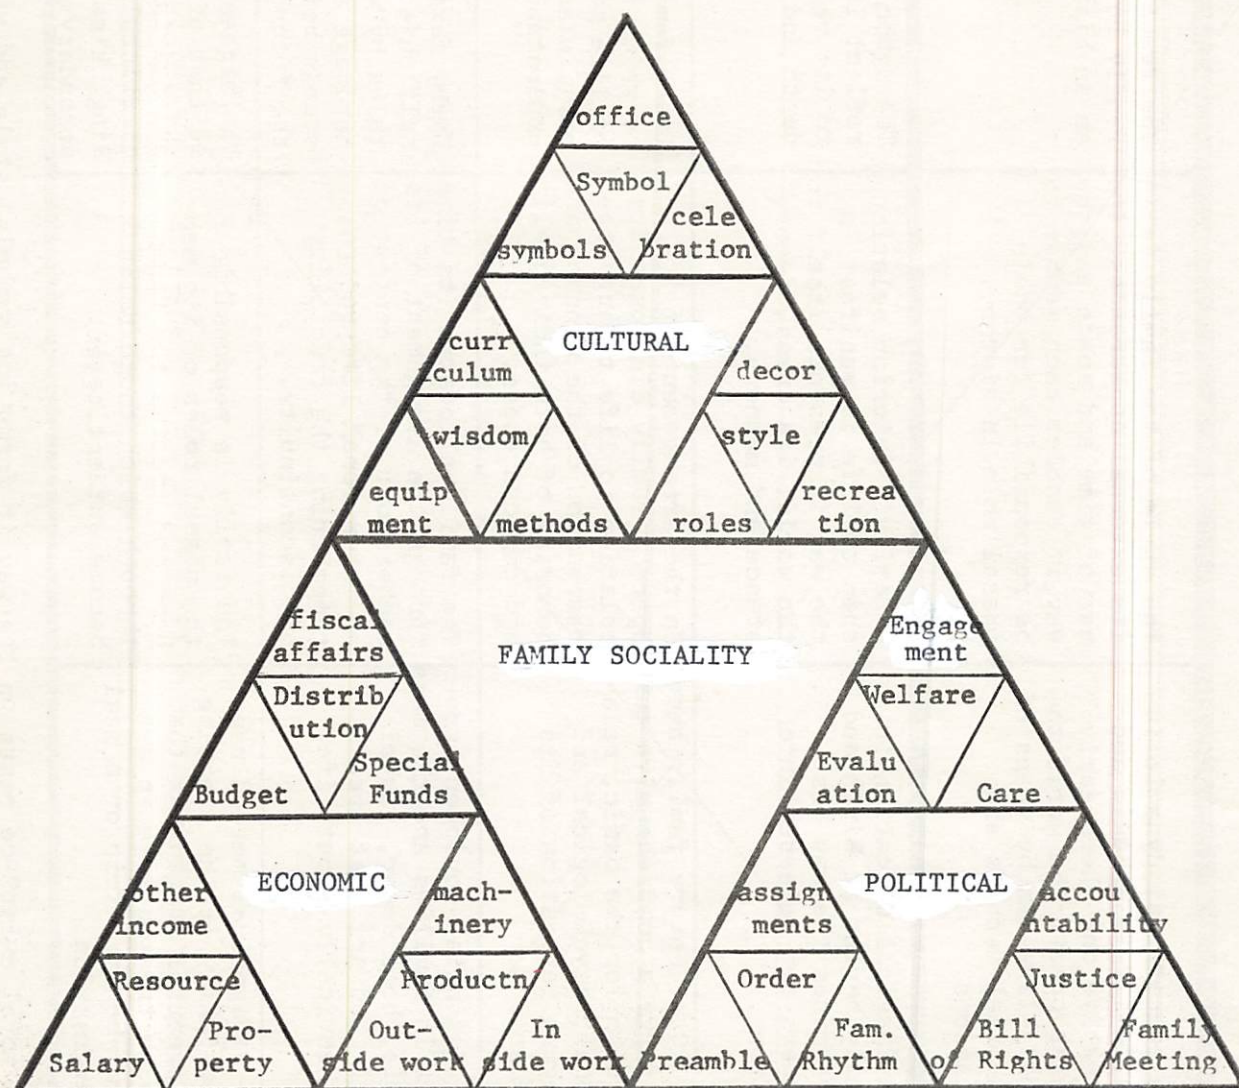 office
Symbol
cele
symbols bration
CULTURAL
curr
iculum decor
wisdom style
equip recrea
ment methods roles tion
fiscal Engage
affairs FAMILY SOCIALITY ment
Distrib Welfare
ution
Special Evalu
Budget Funds ation Care
ECONOMIC POLITICAL
other mach- assign accou
income inery ments ntability
Resource Productn Order Justice
Pro- Out- In Fam. Bill Family
Salary perty side work side work Preamble Rhythm of Rights Meeting